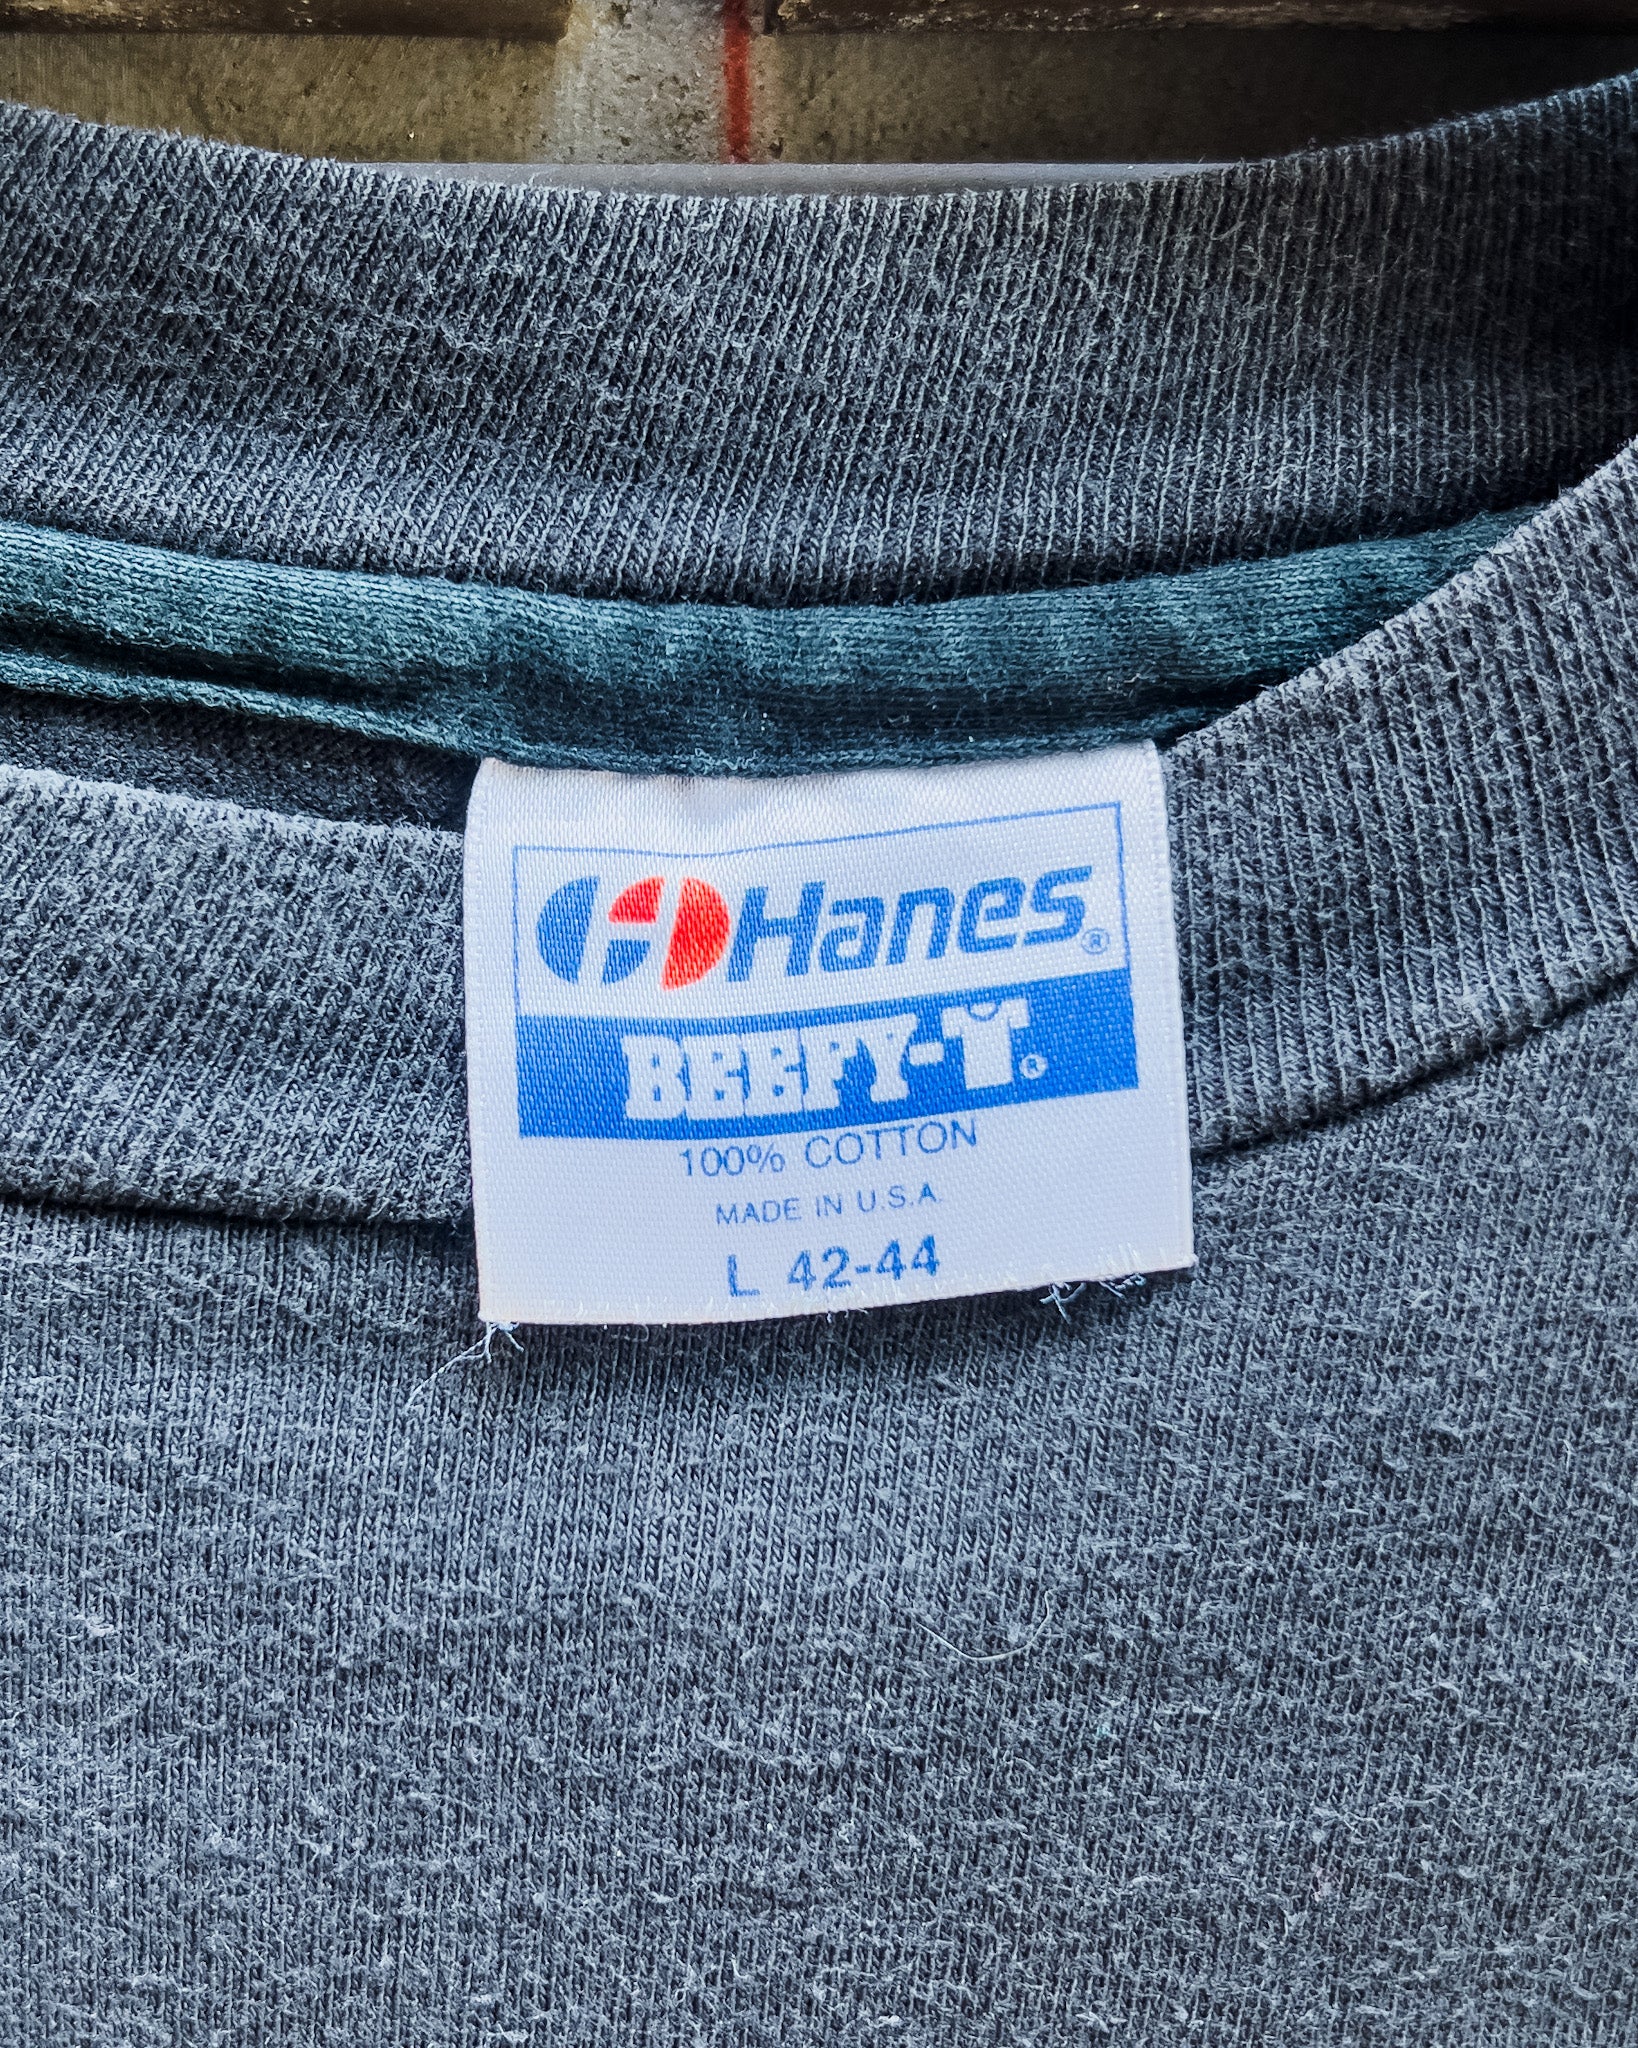 Hanes®
BEEFY-T®
100% COTTON
MADE IN U.S.A.
L 42-44